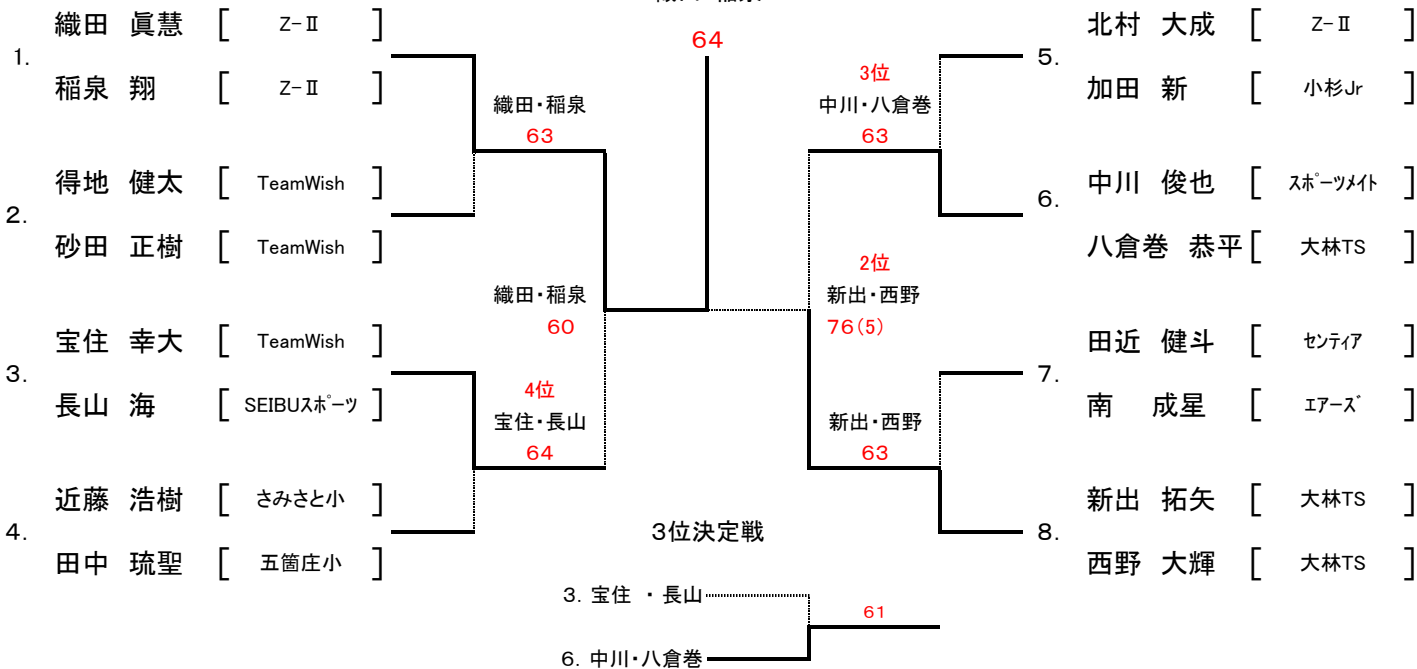 64
1.
織田 眞慧 [ Z-Ⅱ ]
稲泉 翔 [ Z-Ⅱ ]
2.
得地 健太 [ TeamWish ]
砂田 正樹 [ TeamWish ]
3.
宝住 幸大 [ TeamWish ]
長山 海 [ SEIBUｽﾎﾟｰﾂ ]
4.
近藤 浩樹 [ さみさと小 ]
田中 琉聖 [ 五箇庄小 ]
織田・稲泉
63
織田・稲泉
60
4位
宝住・長山
64
3位
中川・八倉巻
63
2位
新出・西野
76(5)
新出・西野
63
5.
北村 大成 [ Z-Ⅱ ]
加田 新 [ 小杉Jr ]
6.
中川 俊也 [ ｽﾎﾟｰﾂﾒｲﾄ ]
八倉巻 恭平 [ 大林TS ]
7.
田近 健斗 [ ｾﾝﾃｨｱ ]
南 成星 [ ｴｱｰｽﾞ ]
8.
新出 拓矢 [ 大林TS ]
西野 大輝 [ 大林TS ]
3位決定戦
3. 宝住 ・ 長山
61
6. 中川・八倉巻